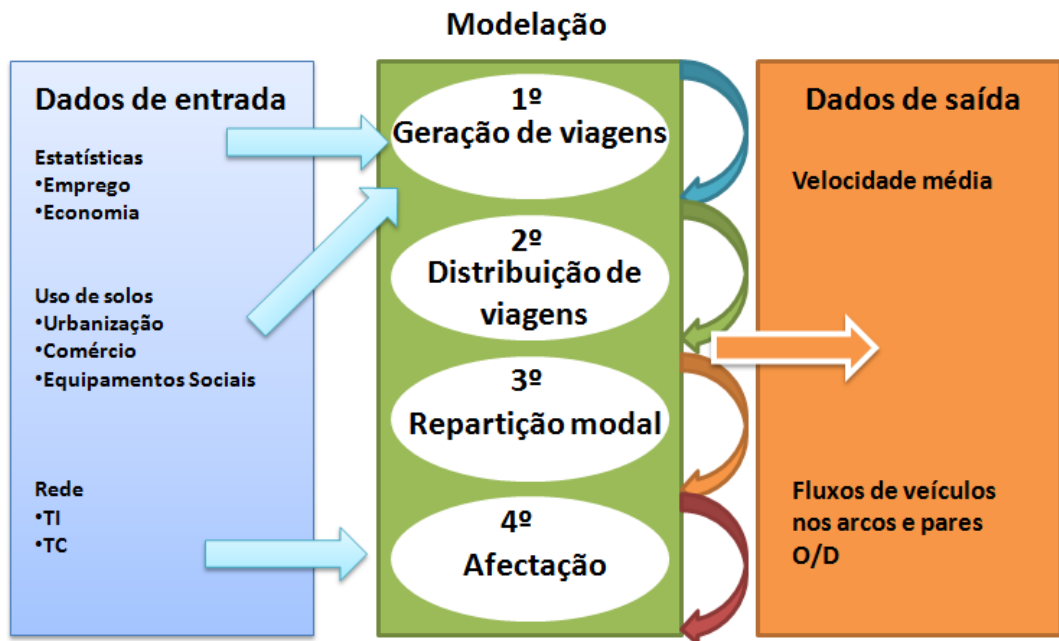 Modelação
Dados de entrada
Estatísticas
•Emprego
•Economia
Uso de solos
•Urbanização
•Comércio
•Equipamentos Sociais
Rede
•TI
•TC
1º
Geração de viagens
2º
Distribuição de
viagens
3º
Repartição modal
4º
Afectação
Dados de saída
Velocidade média
Fluxos de veículos
nos arcos e pares
O/D